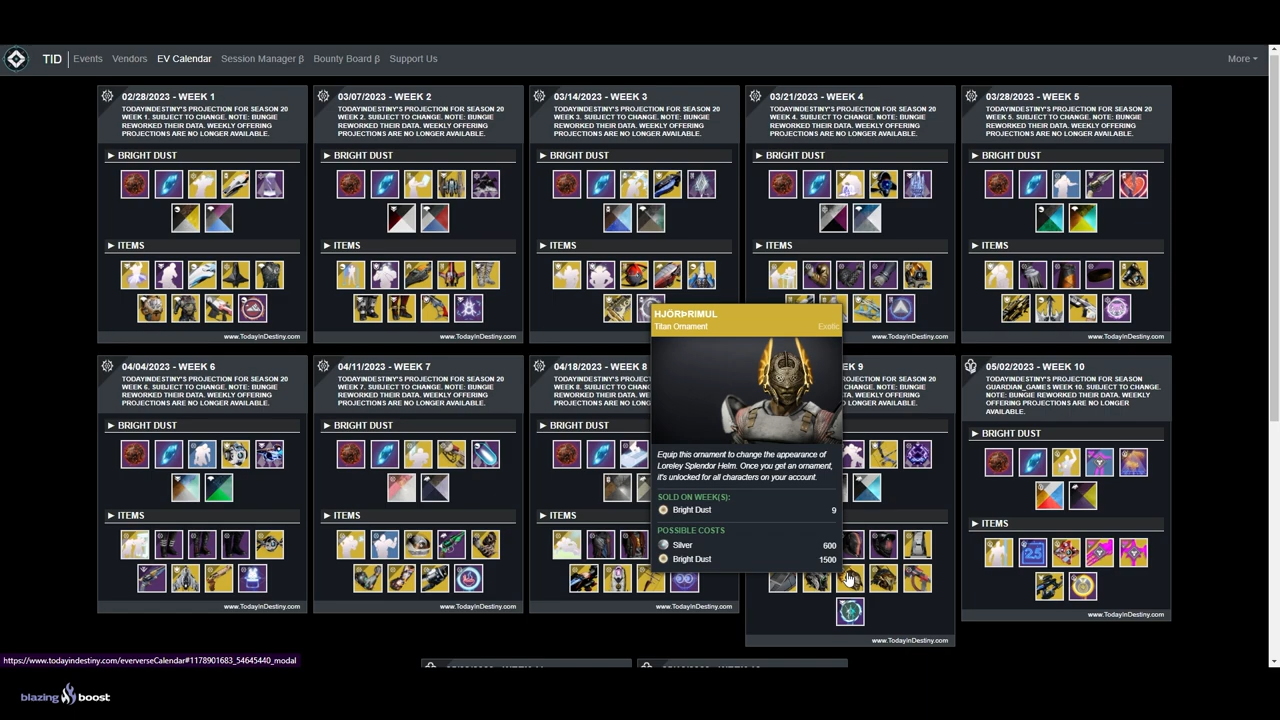 TID Events Vendors EV Calendar Session Manager β Bounty Board β Support Us More
02/28/2023 - WEEK 1
TODAYINDESTINY'S PROJECTION FOR SEASON 20
WEEK 1. SUBJECT TO CHANGE. NOTE: BUNGIE
REWORKED THEIR DATA. WEEKLY OFFERING
PROJECTIONS ARE NO LONGER AVAILABLE.
BRIGHT DUST
ITEMS
www.TodayInDestiny.com
03/07/2023 - WEEK 2
TODAYINDESTINY'S PROJECTION FOR SEASON 20
WEEK 2. SUBJECT TO CHANGE. NOTE: BUNGIE
REWORKED THEIR DATA. WEEKLY OFFERING
PROJECTIONS ARE NO LONGER AVAILABLE.
BRIGHT DUST
ITEMS
www.TodayInDestiny.com
03/14/2023 - WEEK 3
TODAYINDESTINY'S PROJECTION FOR SEASON 20
WEEK 3. SUBJECT TO CHANGE. NOTE: BUNGIE
REWORKED THEIR DATA. WEEKLY OFFERING
PROJECTIONS ARE NO LONGER AVAILABLE.
BRIGHT DUST
ITEMS
03/21/2023 - WEEK 4
TODAYINDESTINY'S PROJECTION FOR SEASON 20
WEEK 4. SUBJECT TO CHANGE. NOTE: BUNGIE
REWORKED THEIR DATA. WEEKLY OFFERING
PROJECTIONS ARE NO LONGER AVAILABLE.
BRIGHT DUST
ITEMS
www.TodayInDestiny.com
03/28/2023 - WEEK 5
TODAYINDESTINY'S PROJECTION FOR SEASON 20
WEEK 5. SUBJECT TO CHANGE. NOTE: BUNGIE
REWORKED THEIR DATA. WEEKLY OFFERING
PROJECTIONS ARE NO LONGER AVAILABLE.
BRIGHT DUST
ITEMS
www.TodayInDestiny.com
04/04/2023 - WEEK 6
TODAYINDESTINY'S PROJECTION FOR SEASON 20
WEEK 6. SUBJECT TO CHANGE. NOTE: BUNGIE
REWORKED THEIR DATA. WEEKLY OFFERING
PROJECTIONS ARE NO LONGER AVAILABLE.
BRIGHT DUST
ITEMS
www.TodayInDestiny.com
04/11/2023 - WEEK 7
TODAYINDESTINY'S PROJECTION FOR SEASON 20
WEEK 7. SUBJECT TO CHANGE. NOTE: BUNGIE
REWORKED THEIR DATA. WEEKLY OFFERING
PROJECTIONS ARE NO LONGER AVAILABLE.
BRIGHT DUST
ITEMS
www.TodayInDestiny.com
04/18/2023 - WEEK 8
TODAYINDESTINY'S PROJECTION
WEEK 8. SUBJECT TO CHANGE.
REWORKED THEIR DATA. WEEKLY
PROJECTIONS ARE NO LONGER
BRIGHT DUST
ITEMS
www.TodayInDestiny.com
HJÖRÞRIMUL
Titan Ornament Exotic
Equip this ornament to change the appearance of
Loreley Splendor Helm. Once you get an ornament,
it's unlocked for all characters on your account.
SOLD ON WEEK(S):
Bright Dust 9
POSSIBLE COSTS
Silver 600
Bright Dust 1500
9
FOR SEASON 20
NOTE: BUNGIE
OFFERING
AVAILABLE.
www.TodayInDestiny.com
05/02/2023 - WEEK 10
TODAYINDESTINY'S PROJECTION FOR SEASON
GUARDIAN_GAMES WEEK 10. SUBJECT TO CHANGE.
NOTE: BUNGIE REWORKED THEIR DATA. WEEKLY
OFFERING PROJECTIONS ARE NO LONGER
AVAILABLE.
BRIGHT DUST
ITEMS
2.5
www.TodayInDestiny.com
https://www.todayindestiny.com/eververseCalendar#1178901683_54645440_modal
blazing boost